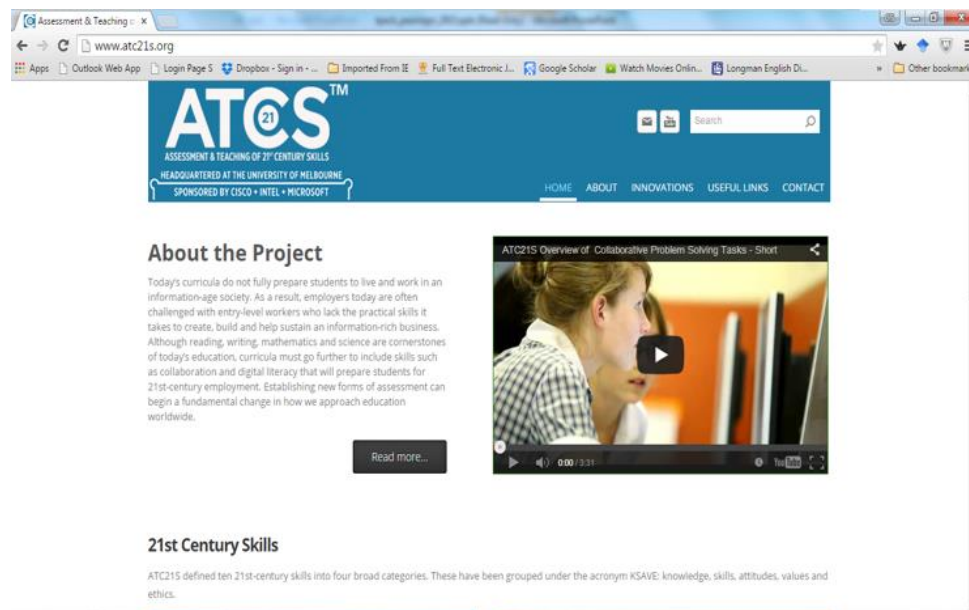 Assessment & Teaching o
www.atc21s.org
Apps Outlook Web App Login Page S Dropbox - Sign in - ... Imported From IE Full Text Electronic J... Google Scholar Watch Movies Onlin... Longman English Di... » Other bookmark
ATCS TM
21
ASSESSMENT & TEACHING OF 21ST CENTURY SKILLS
HEADQUARTERED AT THE UNIVERSITY OF MELBOURNE
SPONSORED BY CISCO + INTEL + MICROSOFT
Search
HOME ABOUT INNOVATIONS USEFUL LINKS CONTACT
About the Project
Today's curricula do not fully prepare students to live and work in an
information-age society. As a result, employers today are often
challenged with entry-level workers who lack the practical skills it
takes to create, build and help sustain an information-rich business.
Although reading, writing, mathematics and science are cornerstones
of today's education, curricula must go further to include skills such
as collaboration and digital literacy that will prepare students for
21st-century employment. Establishing new forms of assessment can
begin a fundamental change in how we approach education
worldwide.
Read more...
ATC21S Overview of Collaborative Problem Solving Tasks - Short
0:00 / 3:31
YouTube
21st Century Skills
ATC21S defined ten 21st-century skills into four broad categories. These have been grouped under the acronym KSAVE: knowledge, skills, attitudes, values and
ethics.